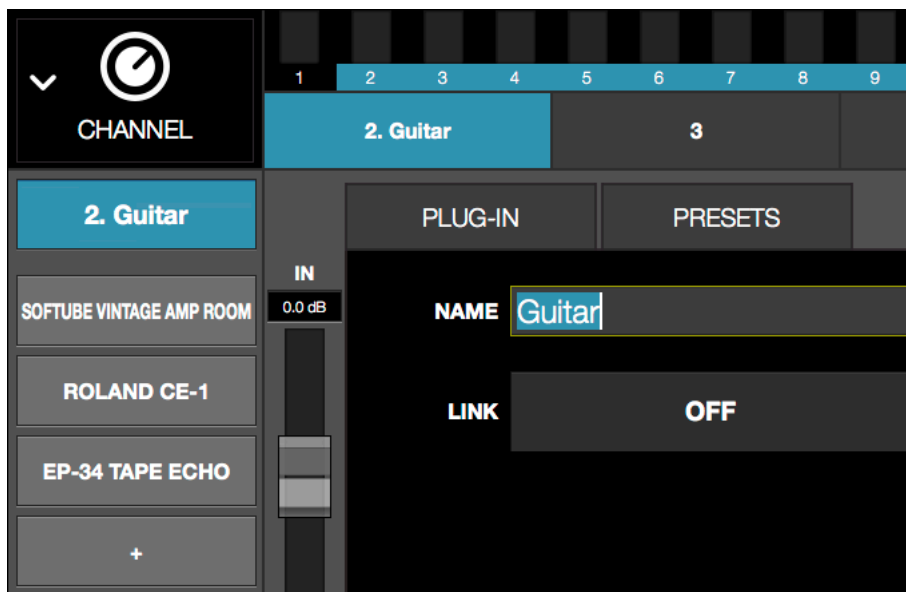 CHANNEL
1 2 3 4 5 6 7 8 9
2. Guitar 3
2. Guitar
PLUG-IN PRESETS
IN
0.0 dB
SOFTUBE VINTAGE AMP ROOM
NAME Guitar
ROLAND CE-1
LINK OFF
EP-34 TAPE ECHO
+